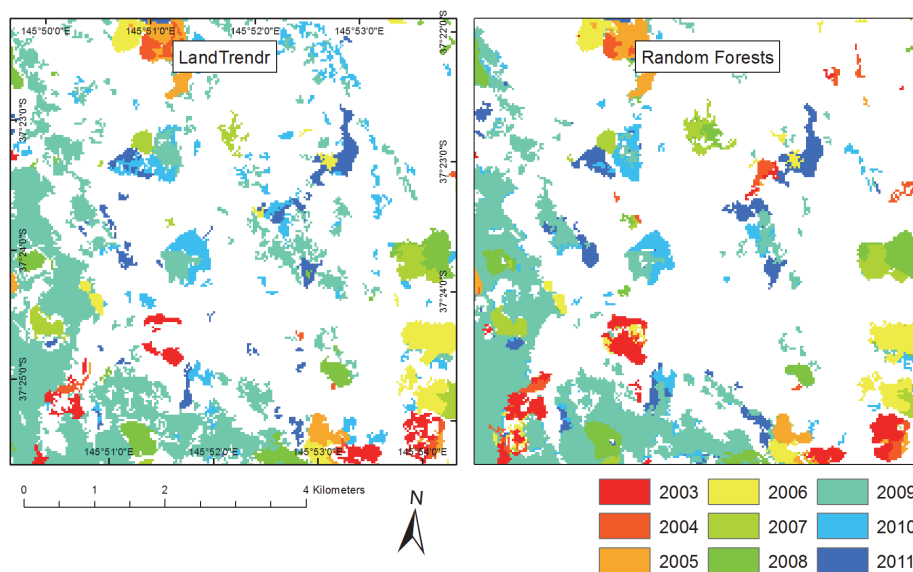 145°50'0"E 145°51'0"E 145°52'0"E 145°53'0"E
LandTrendr
Random Forests
37°22'0"S
37°23'0"S
37°23'0"S
37°24'0"S
37°24'0"S
37°25'0"S
145°51'0"E 145°52'0"E 145°53'0"E 145°54'0"E
0 1 2 4 Kilometers
N
2003 2006 2009
2004 2007 2010
2005 2008 2011